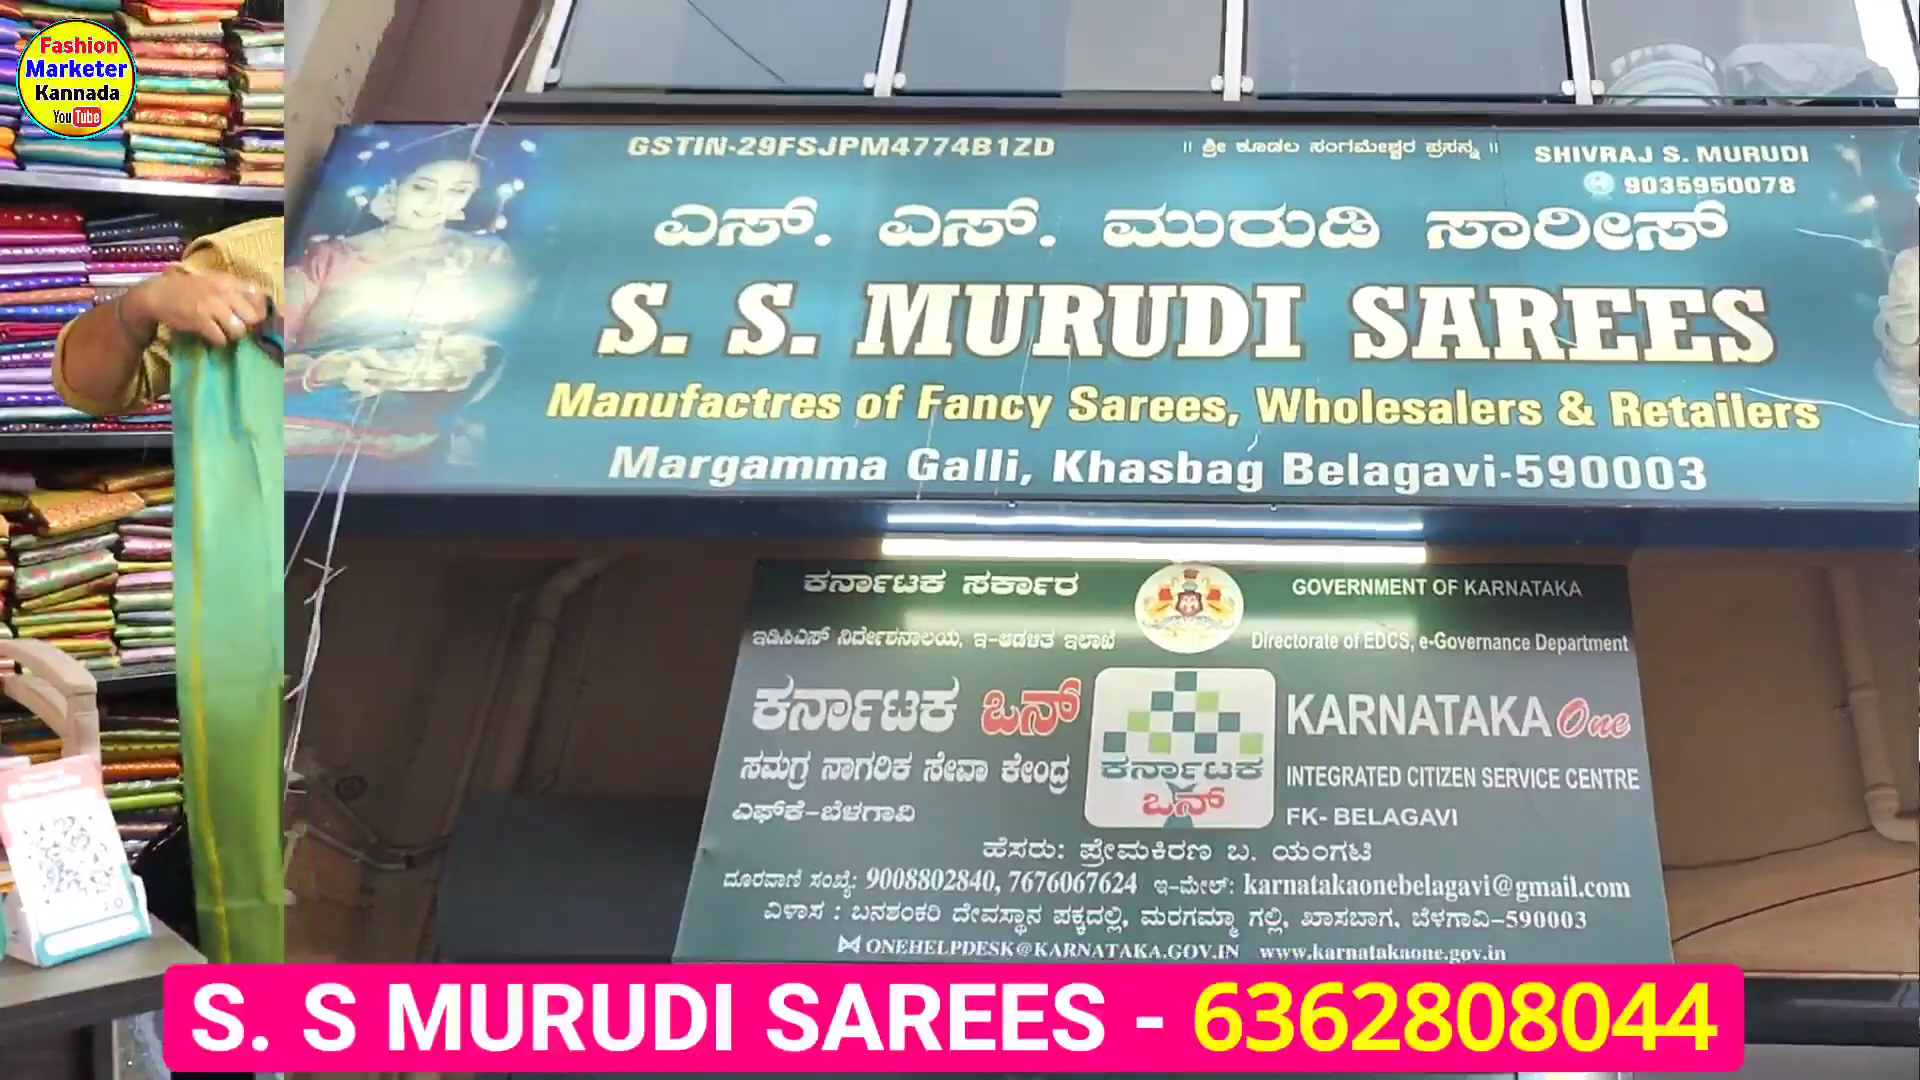 Fashion
Marketer
Kannada
YouTube
GSTIN-29FSJPM4774B1ZD
॥ ಶ್ರೀ ಕೂಡಲ ಸಂಗಮೇಶ್ವರ ಪ್ರಸನ್ನ ॥
SHIVRAJ S. MURUDI
9035950078
ಎಸ್. ಎಸ್. ಮುರುಡಿ ಸಾರೀಸ್
S. S. MURUDI SAREES
Manufactres of Fancy Sarees, Wholesalers & Retailers
Margamma Galli, Khasbag Belagavi-590003
ಕರ್ನಾಟಕ ಸರ್ಕಾರ
GOVERNMENT OF KARNATAKA
ಇಡಿಸಿಎಸ್ ನಿರ್ದೇಶನಾಲಯ, ಇ-ಆಡಳಿತ ಇಲಾಖೆ
Directorate of EDCS, e-Governance Department
ಕರ್ನಾಟಕ ಒನ್
KARNATAKA One
ಸಮಗ್ರ ನಾಗರಿಕ ಸೇವಾ ಕೇಂದ್ರ
ಕರ್ನಾಟಕ
ಒನ್
INTEGRATED CITIZEN SERVICE CENTRE
ಎಫ್‌ಕೆ-ಬೆಳಗಾವಿ
FK- BELAGAVI
ಹೆಸರು: ಪ್ರೇಮಕಿರಣ ಬ. ಯಂಗಟಿ
ದೂರವಾಣಿ ಸಂಖ್ಯೆ: 9008802840, 7676067624 ಇ-ಮೇಲ್: karnatakaonebelagavi@gmail.com
ವಿಳಾಸ : ಬನಶಂಕರಿ ದೇವಸ್ಥಾನ ಪಕ್ಕದಲ್ಲಿ, ಮರಗಮ್ಮಾ ಗಲ್ಲಿ, ಖಾಸಬಾಗ, ಬೆಳಗಾವಿ-590003
ONEHELPDESK@KARNATAKA.GOV.IN www.karnatakaone.gov.in
S. S MURUDI SAREES - 6362808044